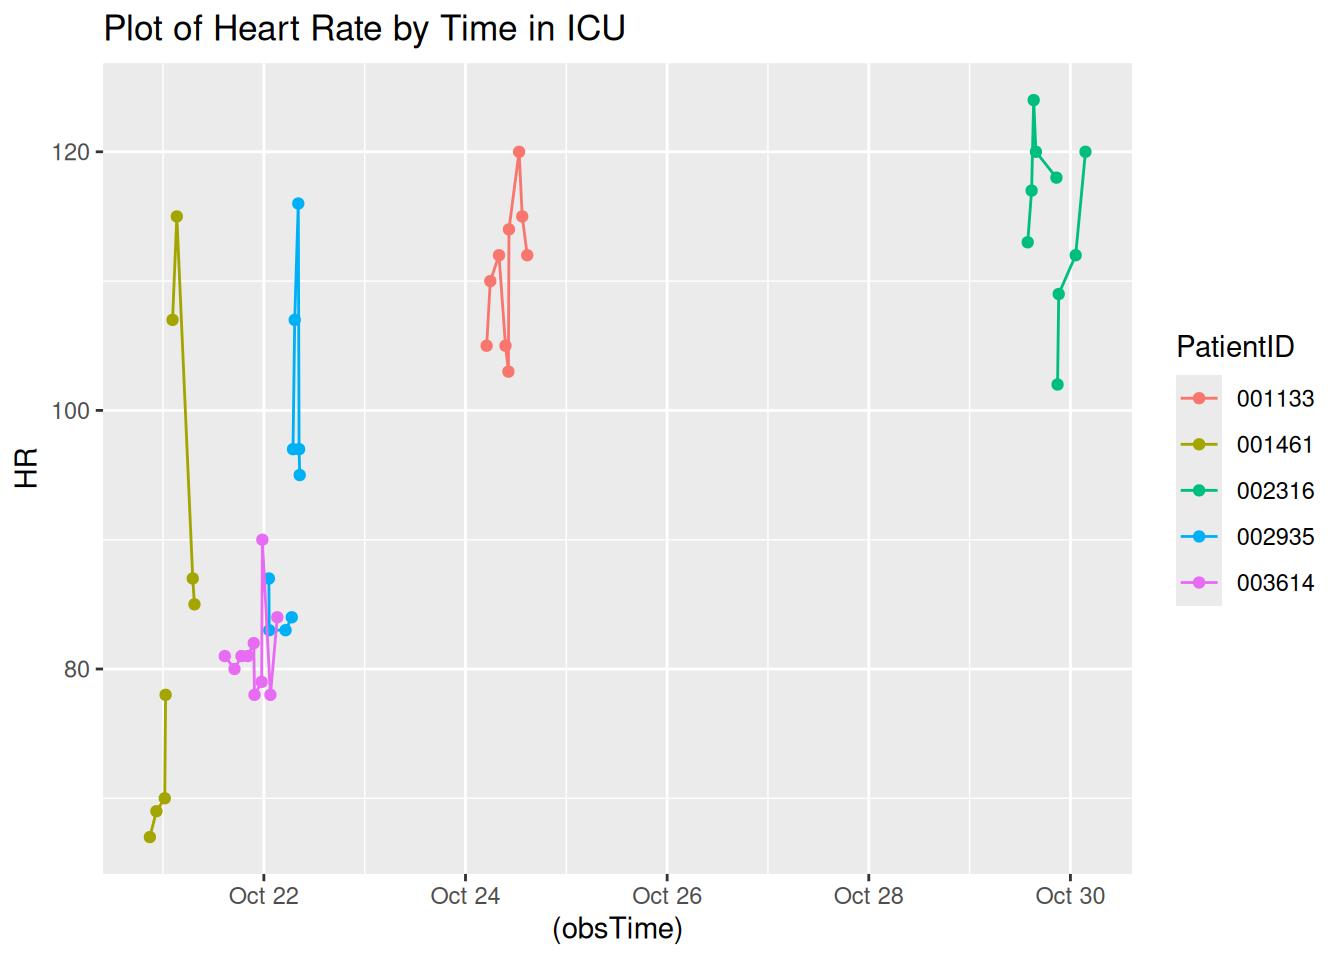 Plot of Heart Rate by Time in ICU
120
100
80
HR
Oct 22
Oct 24
Oct 26
Oct 28
Oct 30
(obsTime)
PatientID
001133
001461
002316
002935
003614